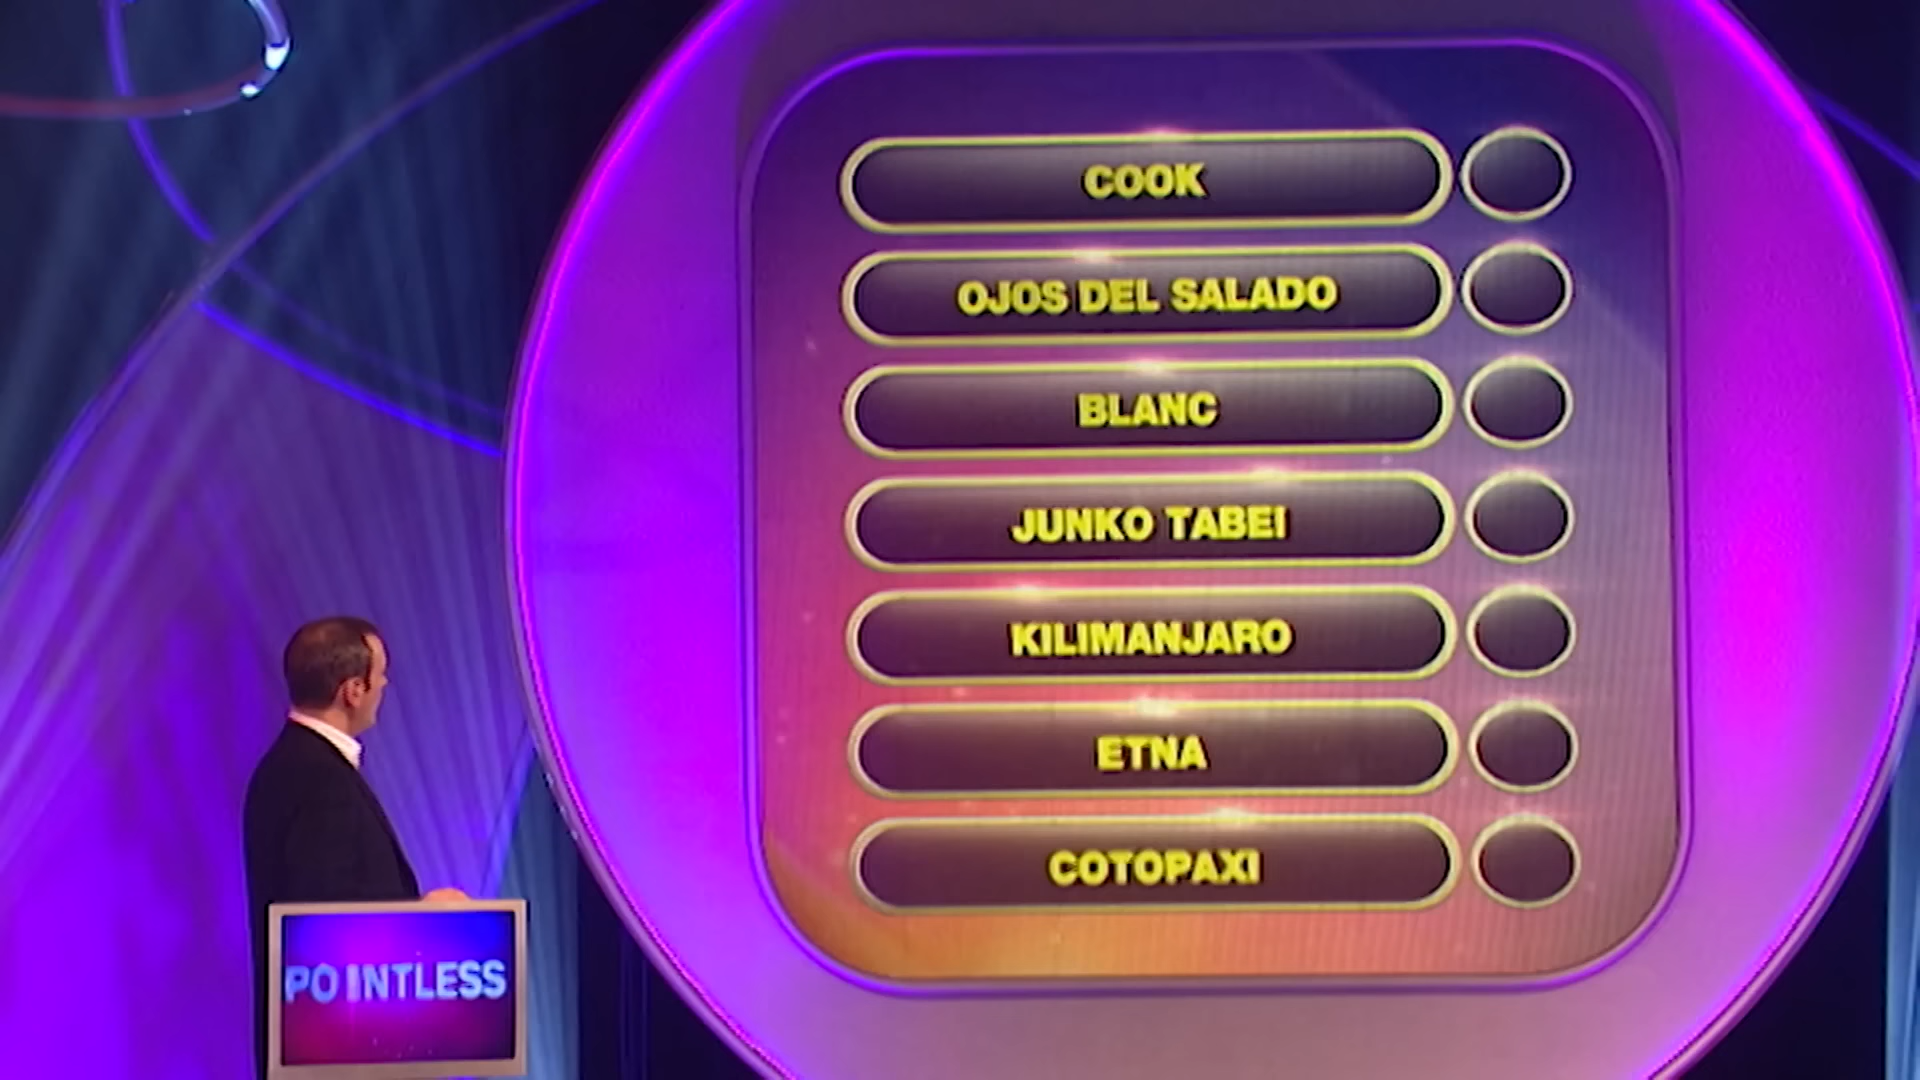 COOK
OJOS DEL SALADO
BLANC
JUNKO TABEI
KILIMANJARO
ETNA
COTOPAXI
POINTLESS